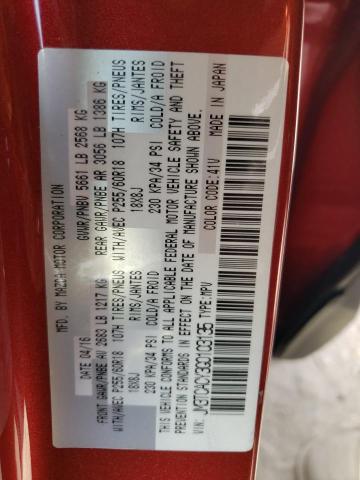 MFD. BY MAZDA MOTOR CORPORATION
DATE: 04/16 GVWR/PNBV 5661 LB 2568 KG
FRONT GAWR/PNBE AV 2683 LB 1217 KG REAR GAWR/PNBE AR 3056 LB 1386 KG
WITH/AVEC P255/60R18 107H TIRES/PNEUS WITH/AVEC P255/60R18 107H TIRES/PNEUS
18X8J RIMS/JANTES 18X8J RIMS/JANTES
230 KPA/34 PSI COLD/A FROID 230 KPA/34 PSI COLD/A FROID
THIS VEHICLE CONFORMS TO ALL APPLICABLE FEDERAL MOTOR VEHICLE SAFETY AND THEFT
PREVENTION STANDARDS IN EFFECT ON THE DATE OF MANUFACTURE SHOWN ABOVE.
TYPE:MPV COLOR CODE:41V MADE IN JAPAN